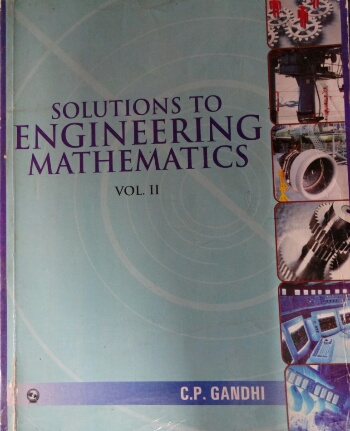 SOLUTIONS TO
ENGINEERING
MATHEMATICS
VOL. II
C.P. GANDHI